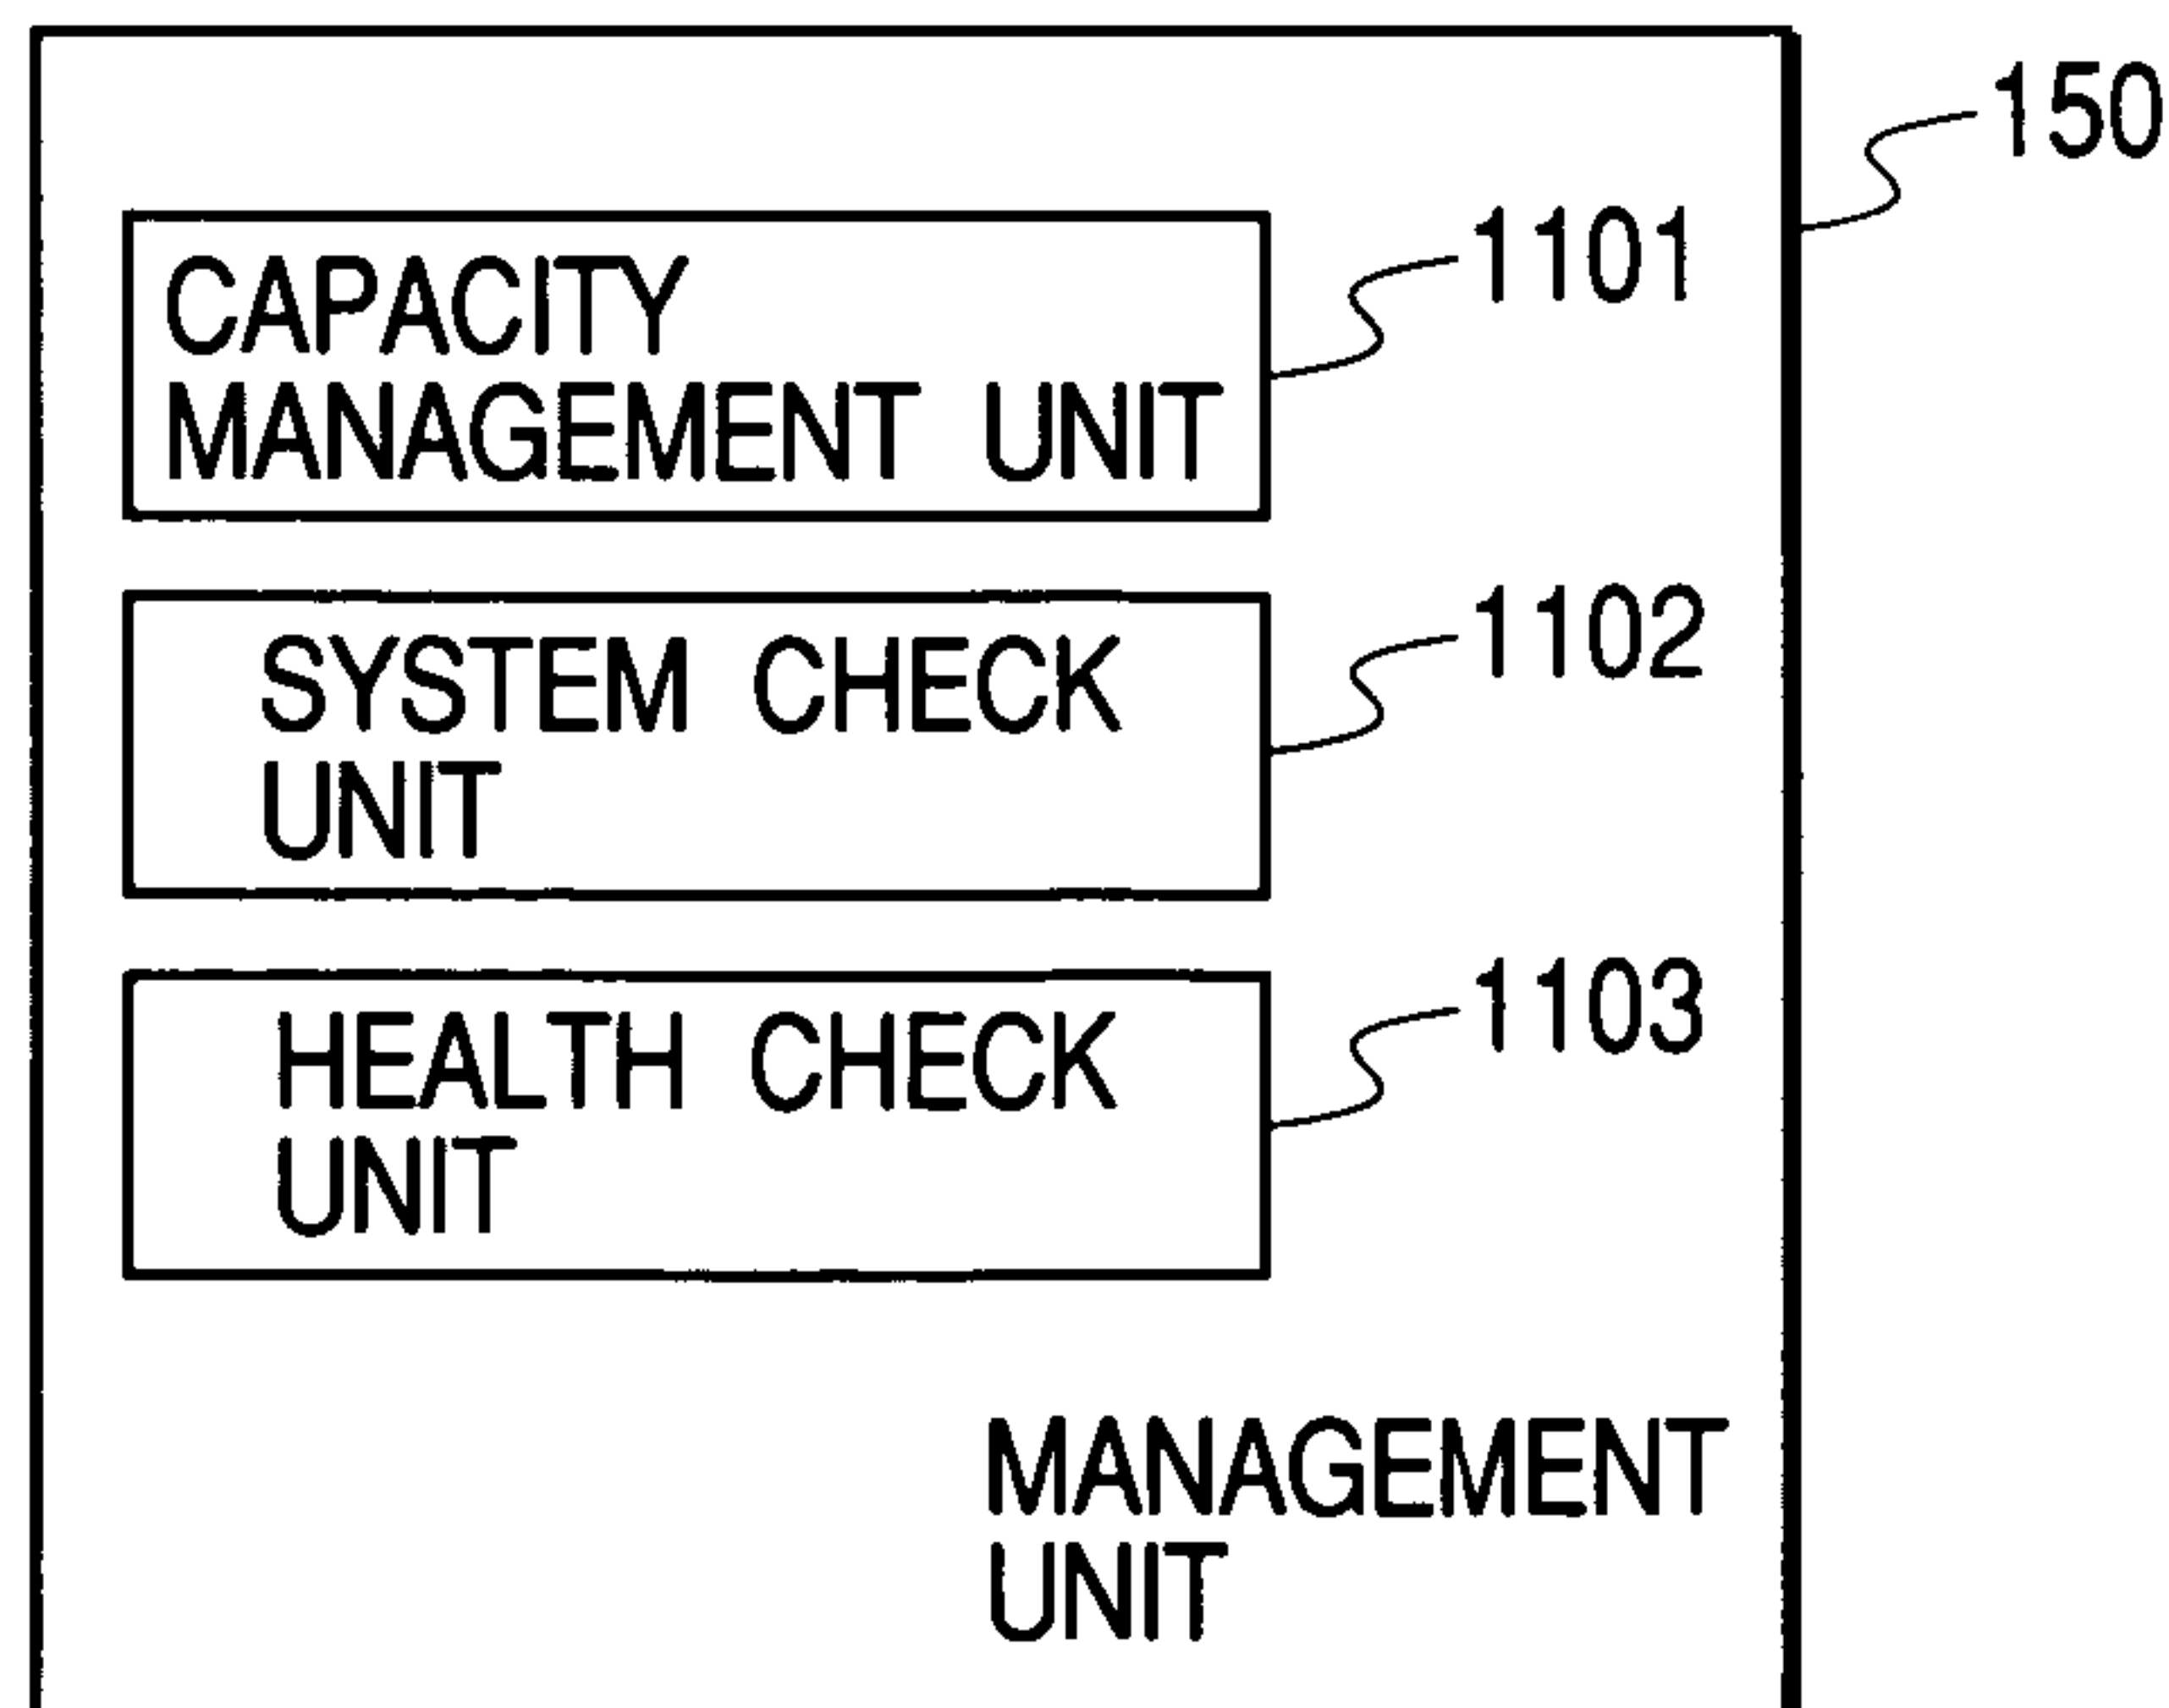 150
1101
CAPACITY
MANAGEMENT UNIT
1102
SYSTEM CHECK
UNIT
1103
HEALTH CHECK
UNIT
MANAGEMENT
UNIT